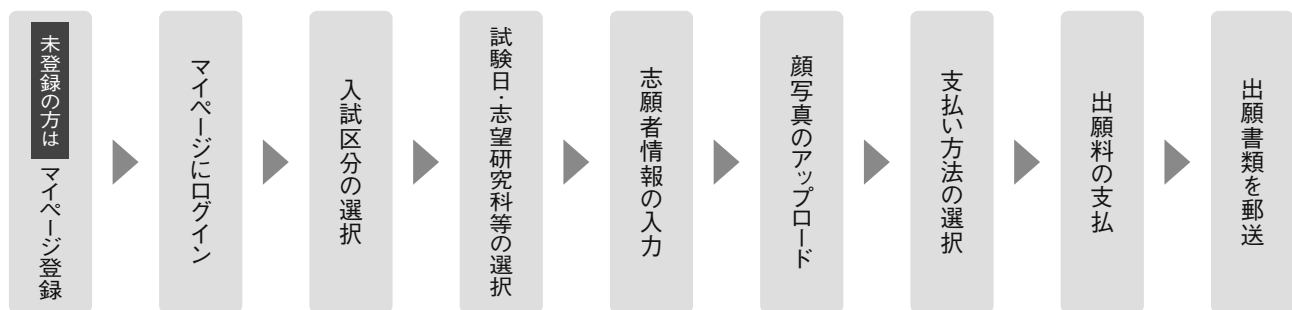 未登録の方は
マイページ登録
マイページにログイン
入試区分の選択
試験日・志望研究科等の選択
志願者情報の入力
顔写真のアップロード
支払い方法の選択
出願料の支払
出願書類を郵送